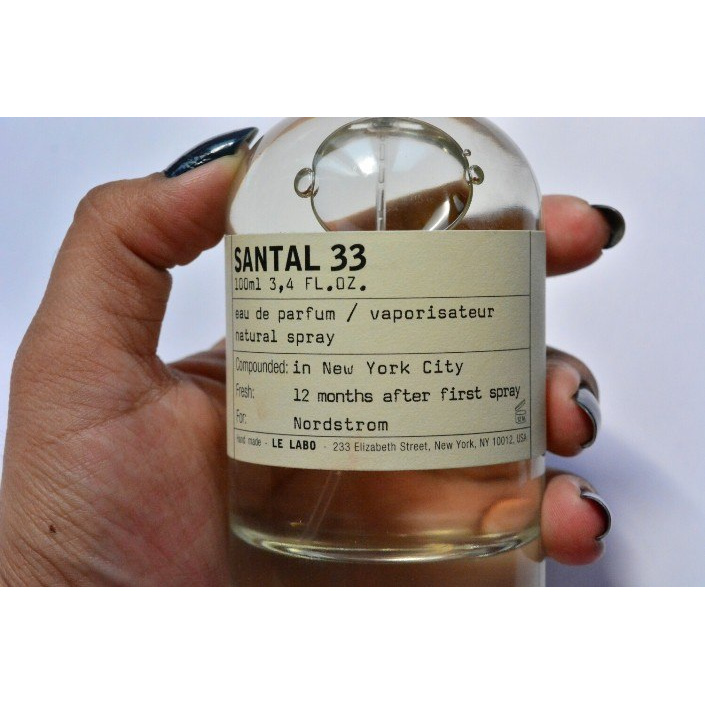 SANTAL 33
100ml 3,4 FL.OZ.
eau de parfum / vaporisateur
natural spray
Compounded: in New York City
Fresh: 12 months after first spray
For: Nordstrom
hand made - LE LABO - 233 Elizabeth Street, New York, NY 10012, USA